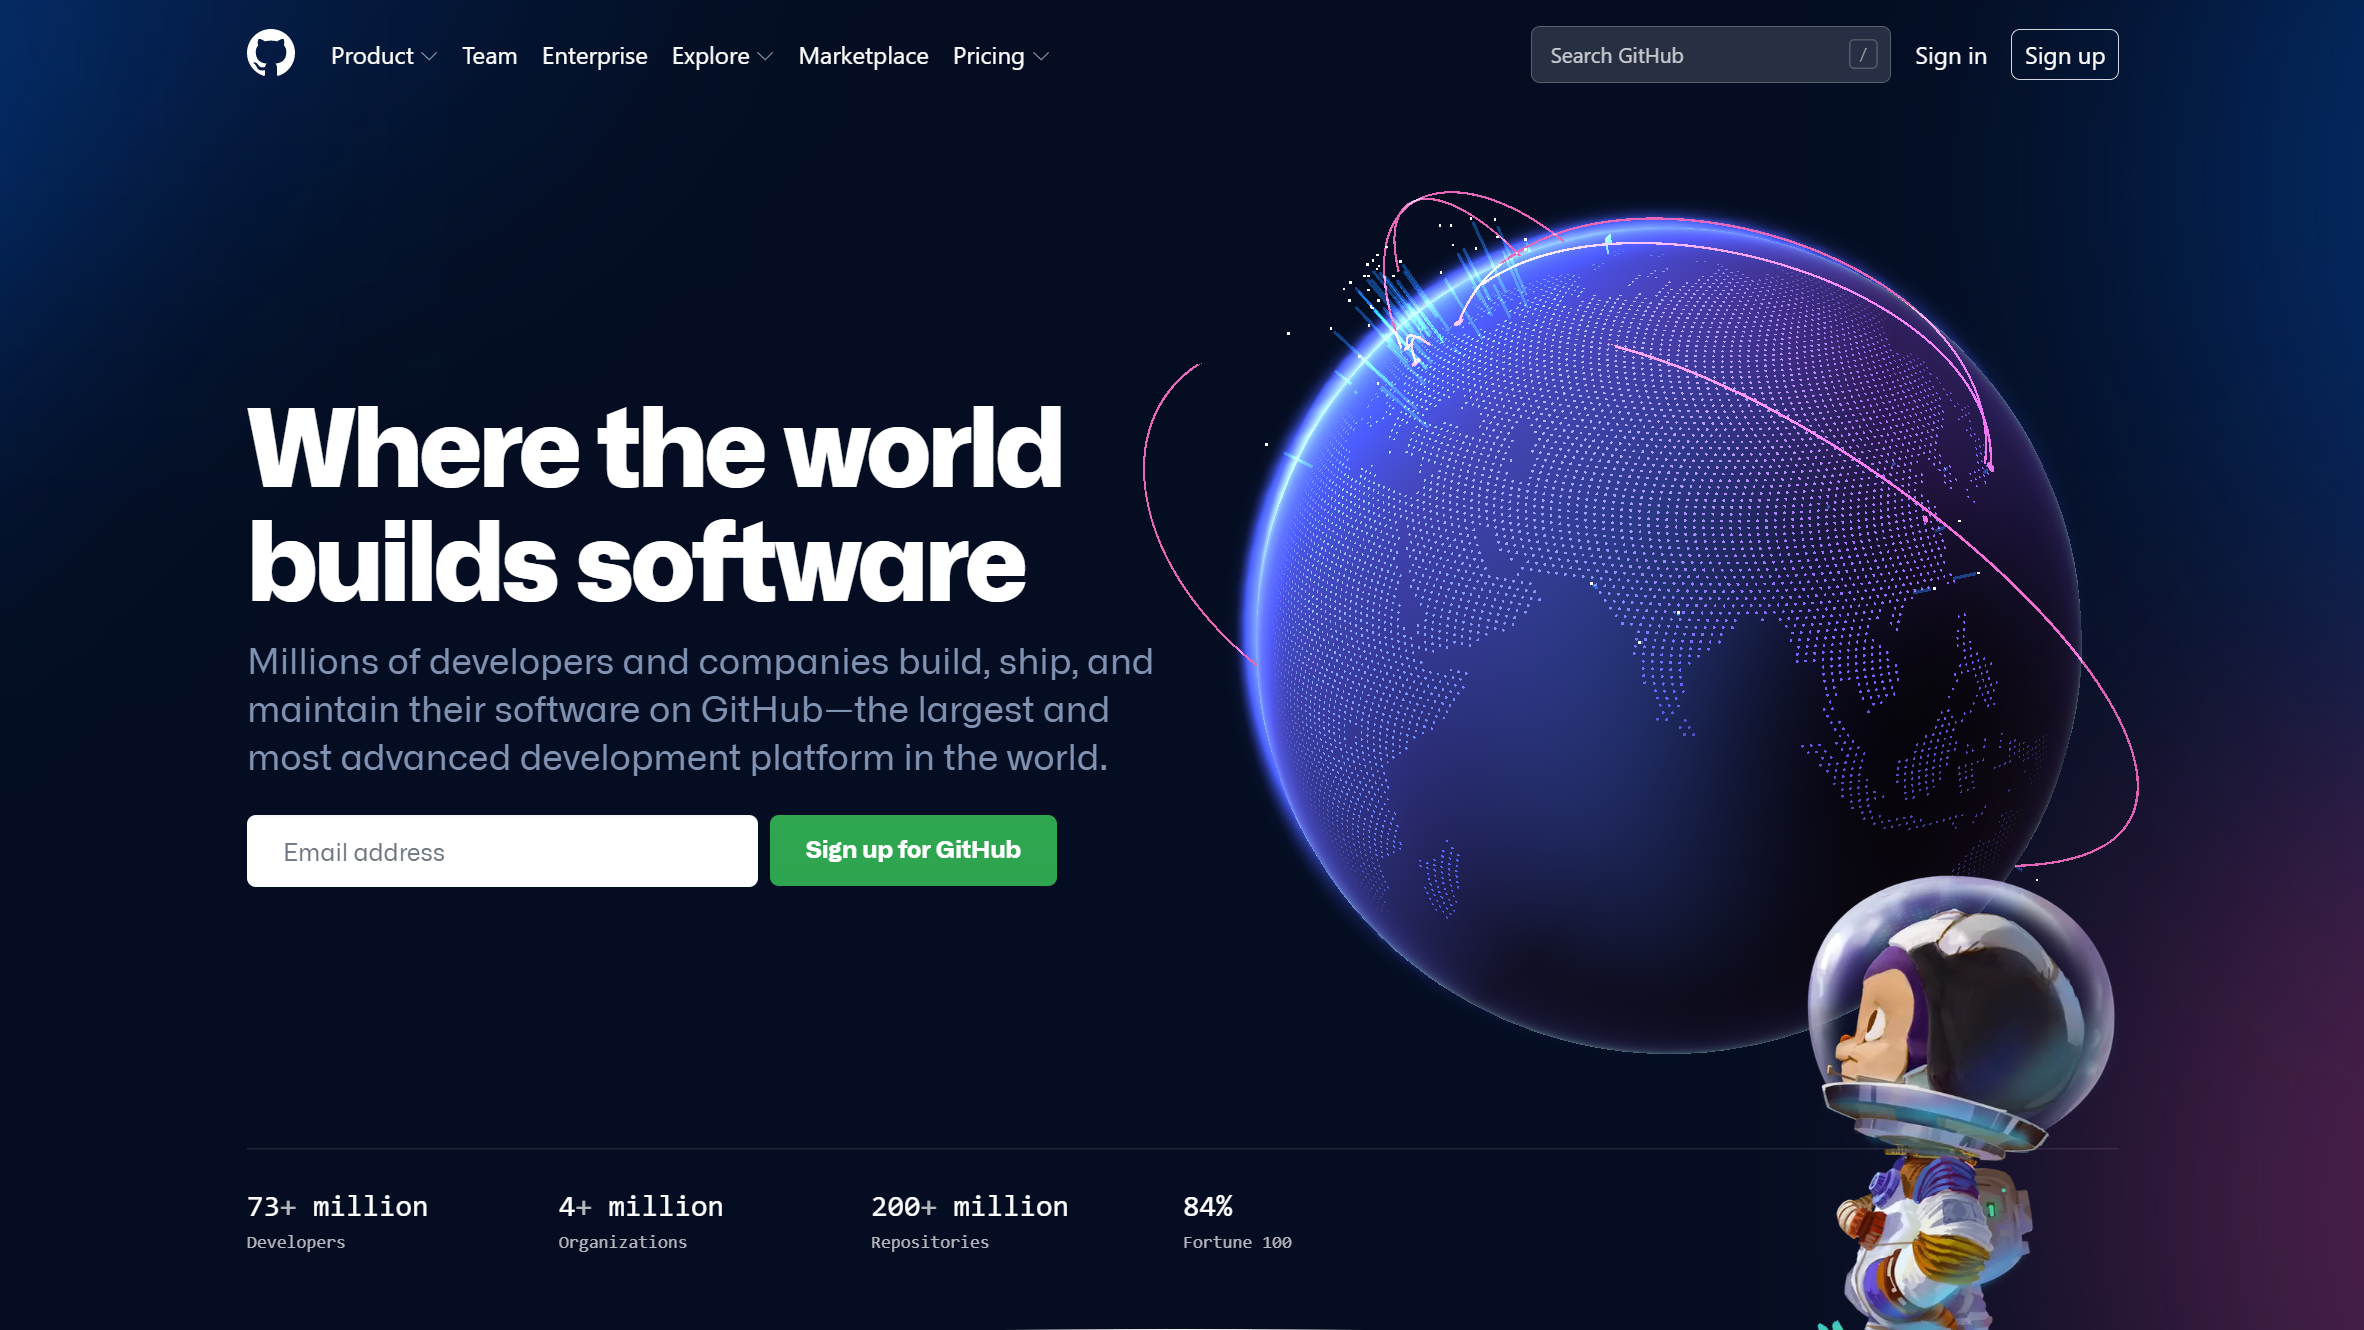 Product Team Enterprise Explore Marketplace Pricing Search GitHub / Sign in Sign up
Where the world
builds software
Millions of developers and companies build, ship, and
maintain their software on GitHub—the largest and
most advanced development platform in the world.
Email address Sign up for GitHub
73+ million 4+ million 200+ million 84%
Developers Organizations Repositories Fortune 100